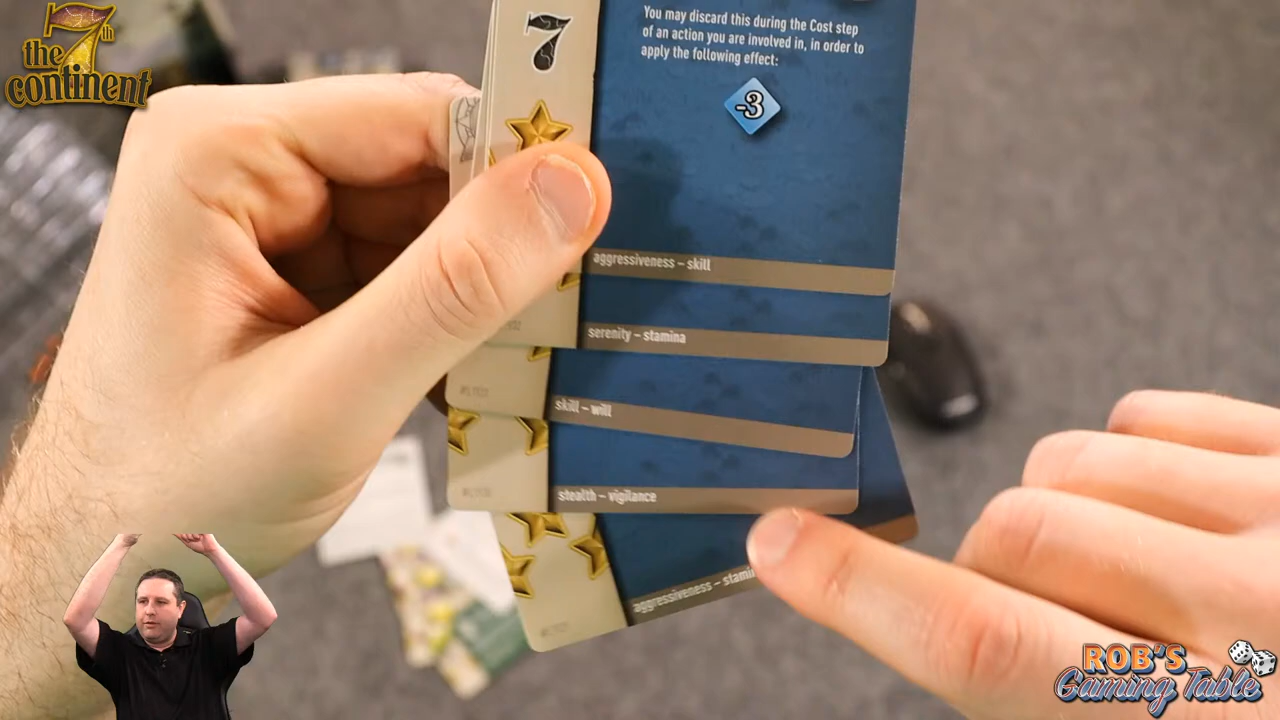 the
7th
continent
7
You may discard this during the Cost step
of an action you are involved in, in order to
apply the following effect:
-3
aggressiveness – skill
serenity – stamina
skill – will
stealth – vigilance
aggressiveness –
ROB'S
Gaming Table